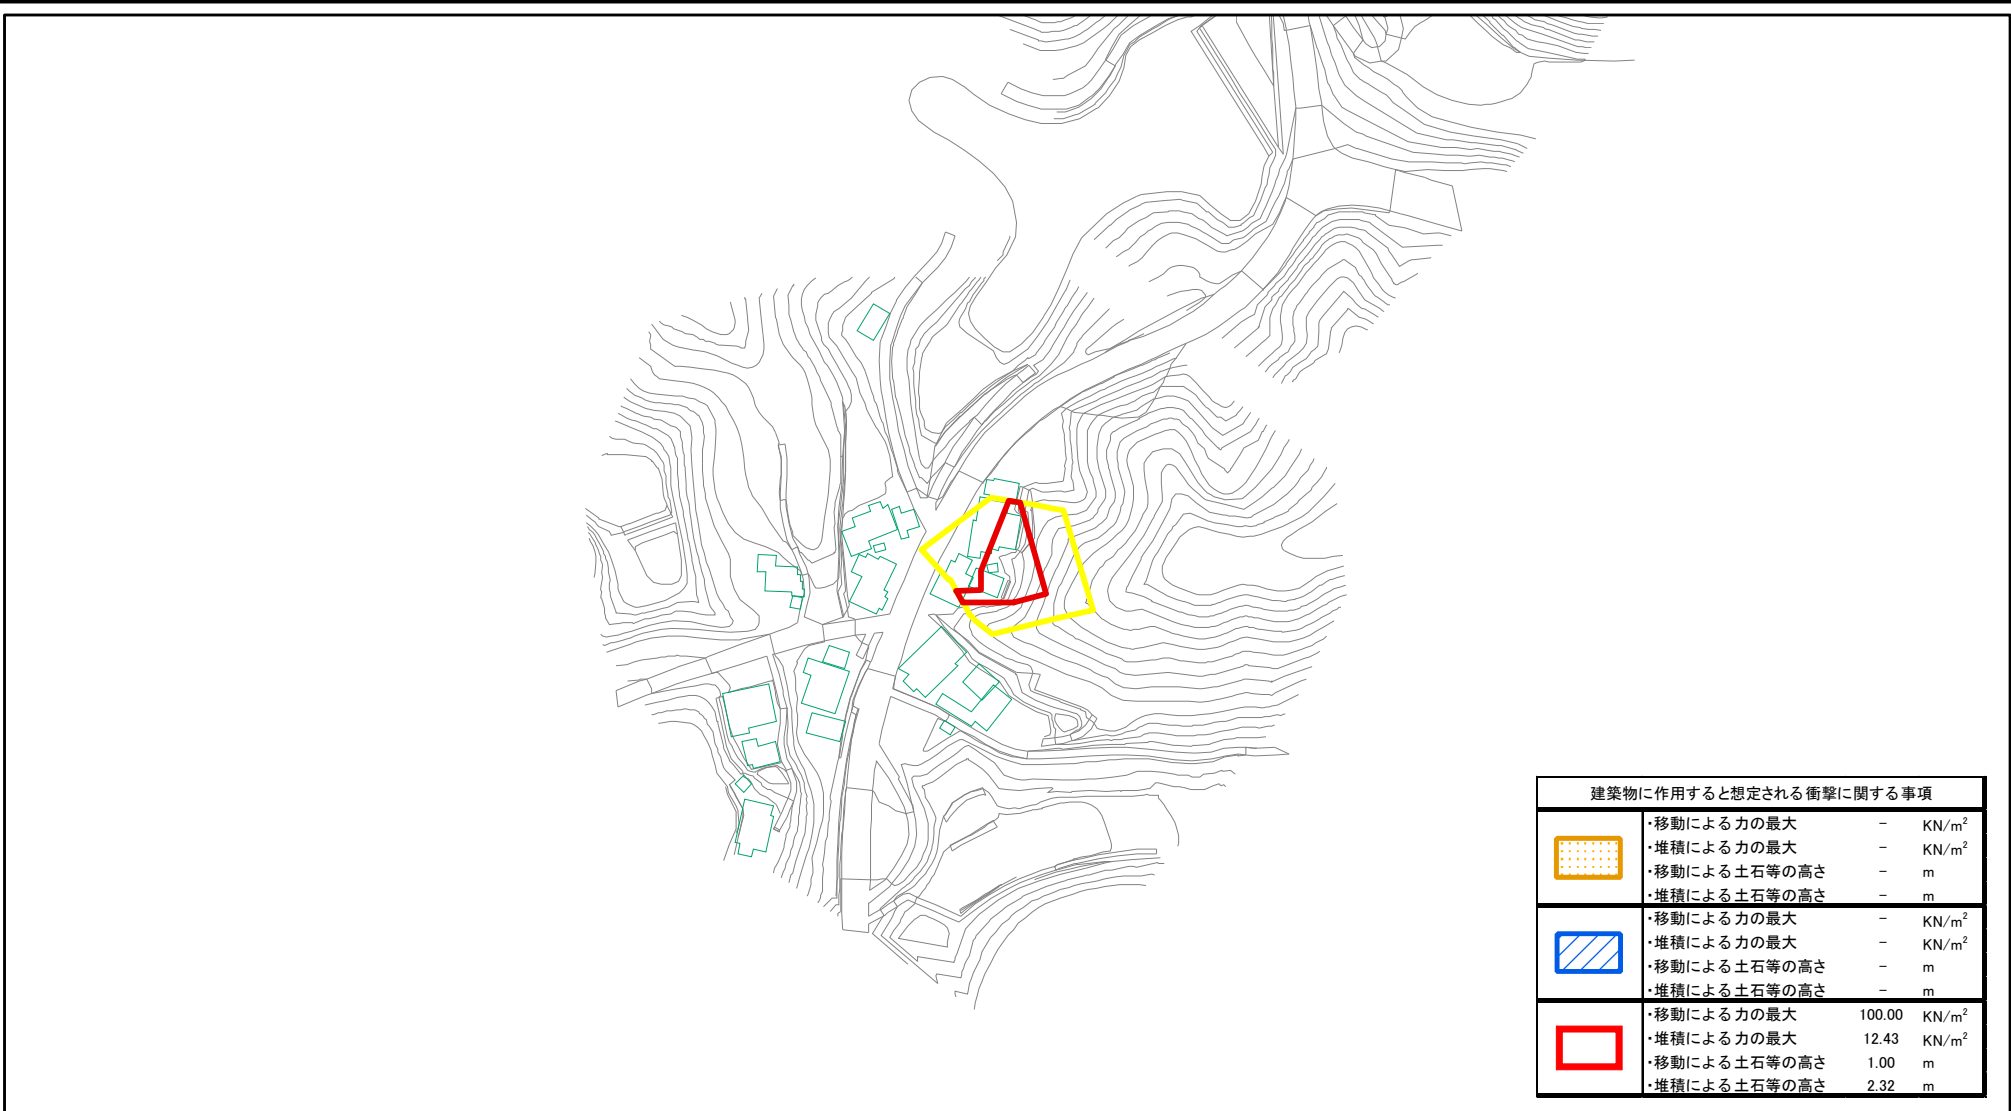 建築物に作用すると想定される衝撃に関する事項
・移動による力の最大 － KN/m²
・堆積による力の最大 － KN/m²
・移動による土石等の高さ － m
・堆積による土石等の高さ － m
・移動による力の最大 － KN/m²
・堆積による力の最大 － KN/m²
・移動による土石等の高さ － m
・堆積による土石等の高さ － m
・移動による力の最大 100.00 KN/m²
・堆積による力の最大 12.43 KN/m²
・移動による土石等の高さ 1.00 m
・堆積による土石等の高さ 2.32 m